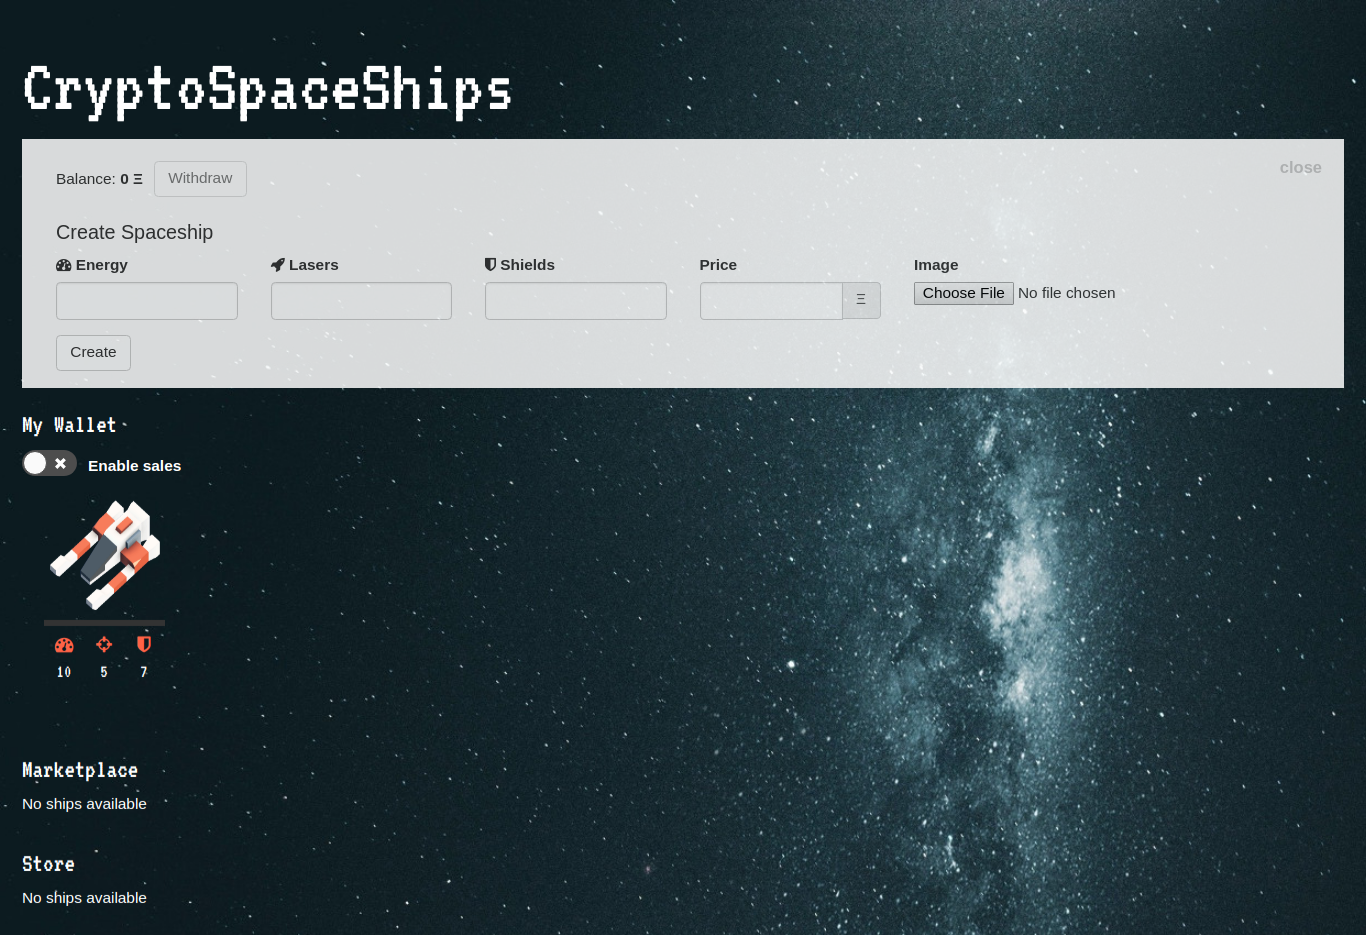 CryptoSpaceShips
close
Balance: 0 Ξ Withdraw
Create Spaceship
Energy Lasers Shields Price Image
Ξ Choose File No file chosen
Create
My Wallet
Enable sales
10 5 7
Marketplace
No ships available
Store
No ships available